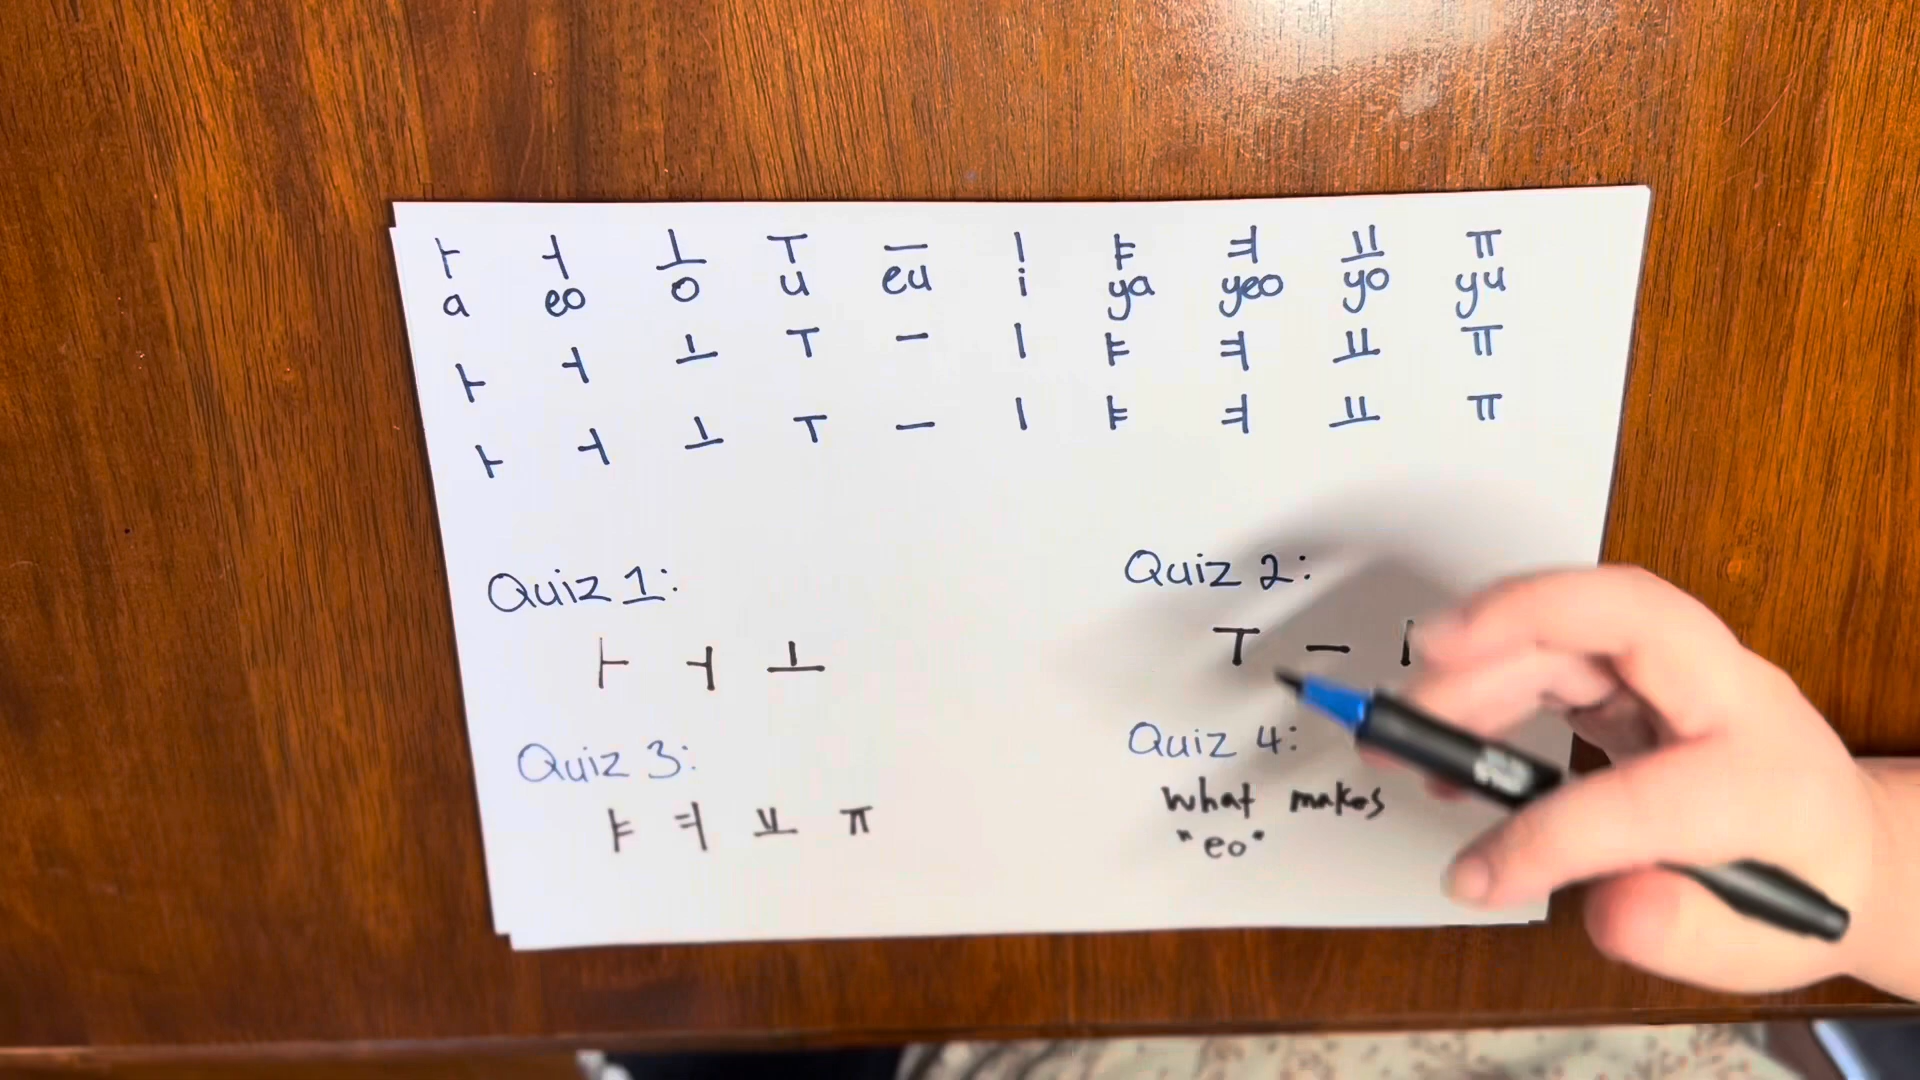 ㅏ ㅓ ㅗ ㅜ ㅡ ㅣ ㅑ ㅕ ㅛ ㅠ
a eo o u eu i ya yeo yo yu
ㅏ ㅓ ㅗ ㅜ ㅡ ㅣ ㅑ ㅕ ㅛ ㅠ
ㅏ ㅓ ㅗ ㅜ ㅡ ㅣ ㅑ ㅕ ㅛ ㅠ
Quiz 1:
ㅏ ㅓ ㅗ
Quiz 2:
ㅜ ㅡ ㅣ
Quiz 3:
ㅑ ㅕ ㅛ ㅠ
Quiz 4:
what makes
"eo"